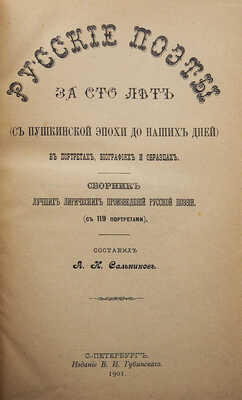 РУССКІЕ ПОЭТЫ
ЗА СТО ЛѢТЪ
(СЪ ПУШКИНСКОЙ ЭПОХИ ДО НАШИХЪ ДНЕЙ)
ВЪ ПОРТРЕТАХЪ, БІОГРАФІЯХЪ И ОБРАЗЦАХЪ.
СБОРНИКЪ
ЛУЧШИХЪ ЛИРИЧЕСКИХЪ ПРОИЗВЕДЕНІЙ РУССКОЙ ПОЭЗІИ.
(СЪ 119 ПОРТРЕТАМИ).
СОСТАВИЛЪ
А. Н. Сальниковъ.
С.-ПЕТЕРБУРГЪ.
Изданіе В. И. Губинскаго.
1901.